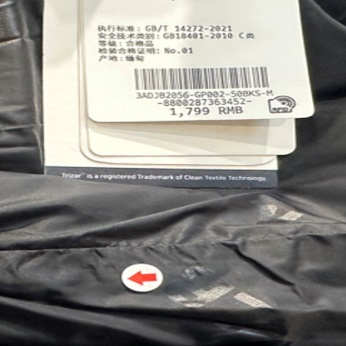 执行标准: GB/T 14272-2021
安全技术类别: GB18401-2010 C类
等级: 合格品
检验合格证明: No.01
产地: 缅甸
3ADJB2056-GP002-50BKS-M
-8800287363452-
1,799 RMB
Trizar® is a registered Trademark of Clean Textile Technology.